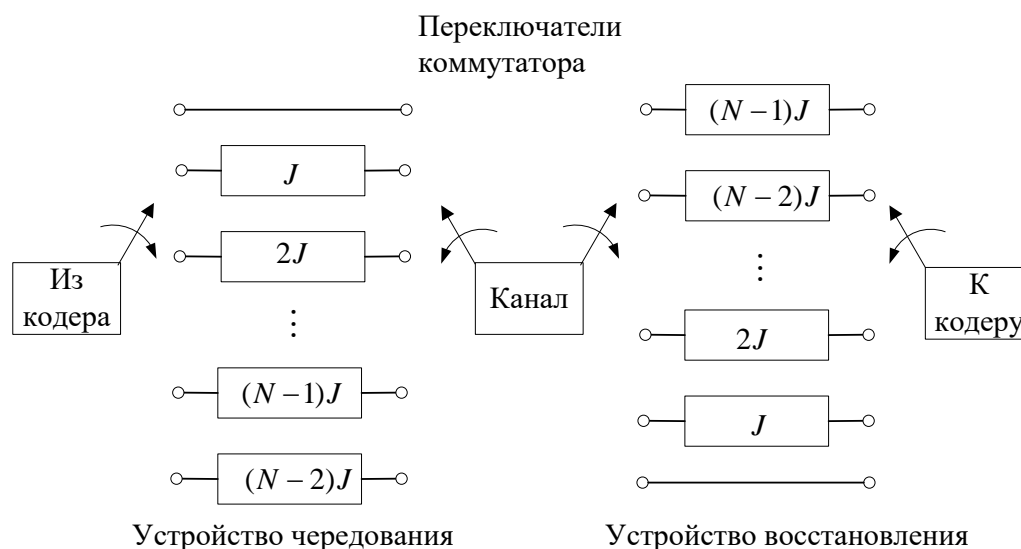 Переключатели
коммутатора
J
2J
⋮
(N − 1)J
(N − 2)J
(N − 1)J
(N − 2)J
⋮
2J
J
Из
кодера
Канал
К
кодеру
Устройство чередования
Устройство восстановления